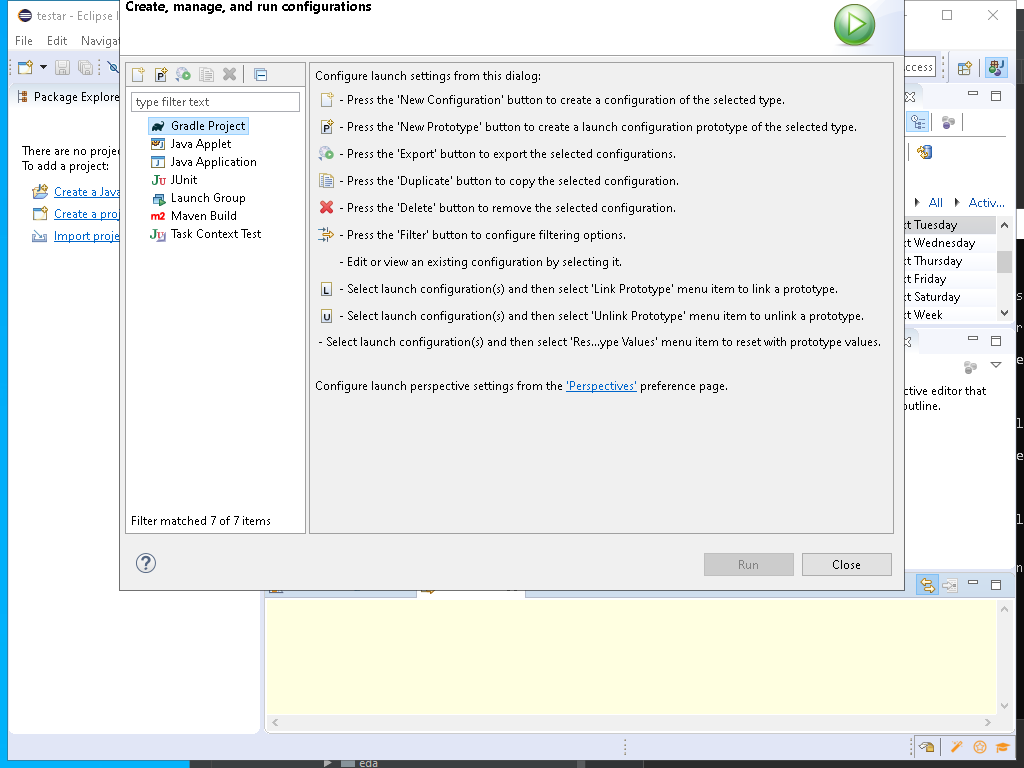 testar - Eclipse I
Create, manage, and run configurations
File Edit Navigat
cess
Package Explore
type filter text
Configure launch settings from this dialog:
Gradle Project
Java Applet
Java Application
JUnit
Launch Group
Maven Build
Task Context Test
Filter matched 7 of 7 items
- Press the 'New Configuration' button to create a configuration of the selected type.
- Press the 'New Prototype' button to create a launch configuration prototype of the selected type.
- Press the 'Export' button to export the selected configurations.
- Press the 'Duplicate' button to copy the selected configuration.
- Press the 'Delete' button to remove the selected configuration.
- Press the 'Filter' button to configure filtering options.
- Edit or view an existing configuration by selecting it.
- Select launch configuration(s) and then select 'Link Prototype' menu item to link a prototype.
- Select launch configuration(s) and then select 'Unlink Prototype' menu item to unlink a prototype.
- Select launch configuration(s) and then select 'Res...ype Values' menu item to reset with prototype values.
Configure launch perspective settings from the 'Perspectives' preference page.
Run Close
There are no projec
To add a project:
Create a Java
Create a proj
Import proje
All Activ...
xt Tuesday
xt Wednesday
xt Thursday
xt Friday
xt Saturday
xt Week
ctive editor that
outline.
eda